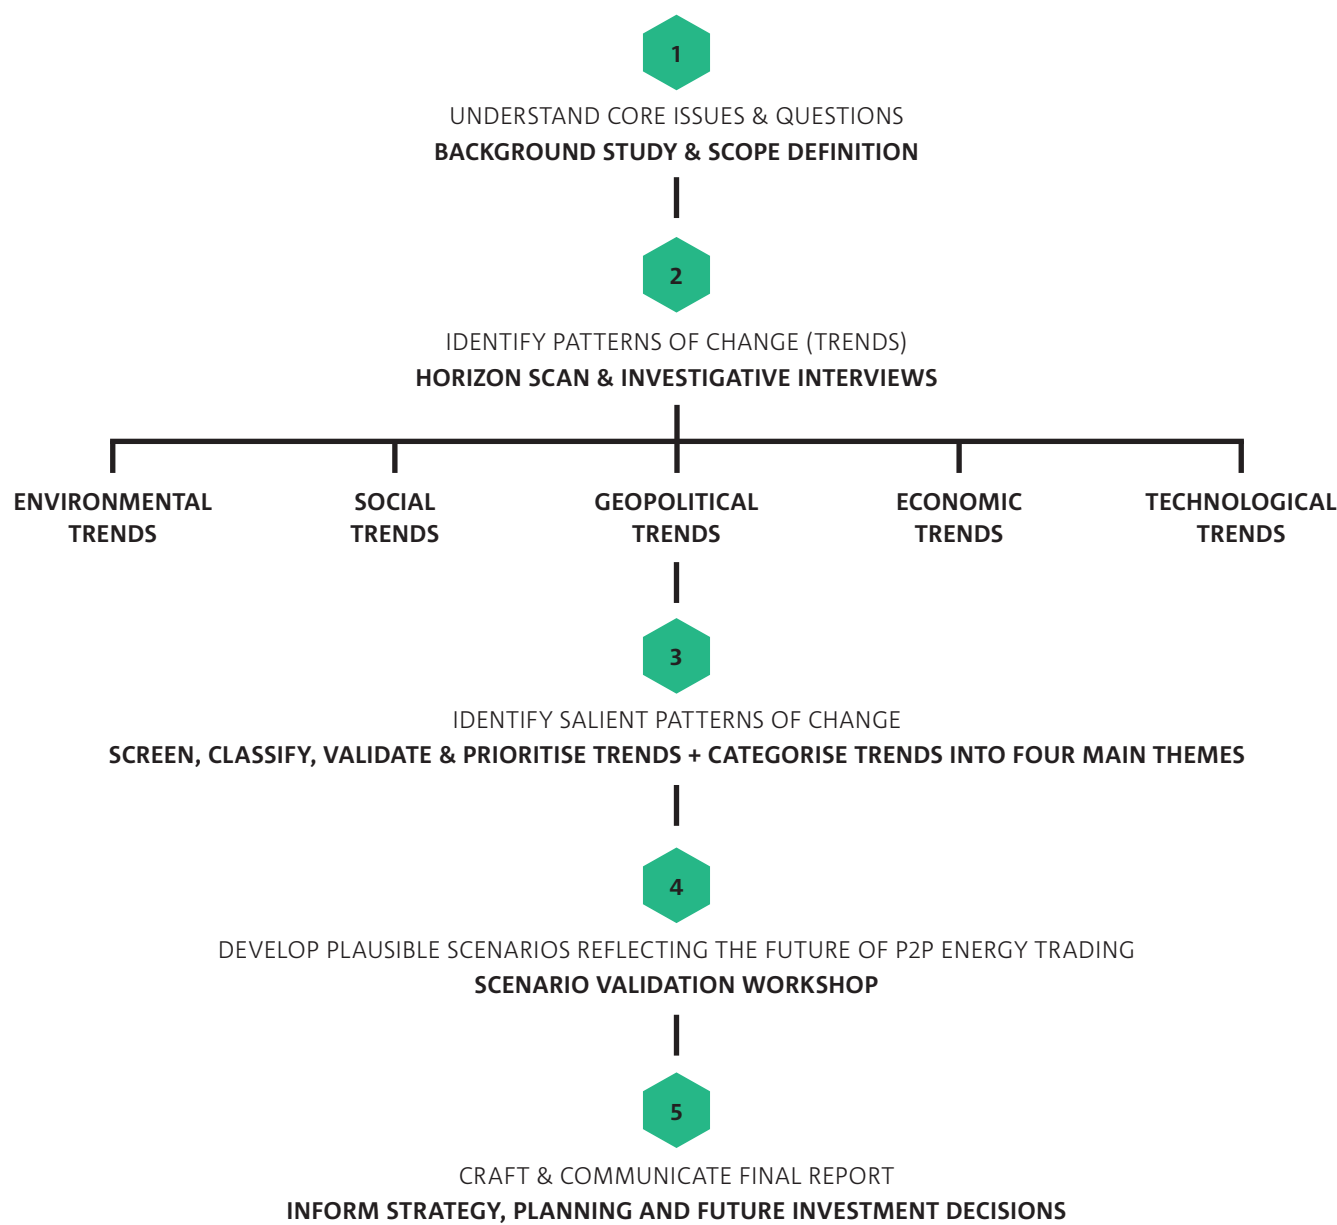 1
UNDERSTAND CORE ISSUES & QUESTIONS
BACKGROUND STUDY & SCOPE DEFINITION
2
IDENTIFY PATTERNS OF CHANGE (TRENDS)
HORIZON SCAN & INVESTIGATIVE INTERVIEWS
ENVIRONMENTAL
TRENDS
SOCIAL
TRENDS
GEOPOLITICAL
TRENDS
ECONOMIC
TRENDS
TECHNOLOGICAL
TRENDS
3
IDENTIFY SALIENT PATTERNS OF CHANGE
SCREEN, CLASSIFY, VALIDATE & PRIORITISE TRENDS + CATEGORISE TRENDS INTO FOUR MAIN THEMES
4
DEVELOP PLAUSIBLE SCENARIOS REFLECTING THE FUTURE OF P2P ENERGY TRADING
SCENARIO VALIDATION WORKSHOP
5
CRAFT & COMMUNICATE FINAL REPORT
INFORM STRATEGY, PLANNING AND FUTURE INVESTMENT DECISIONS